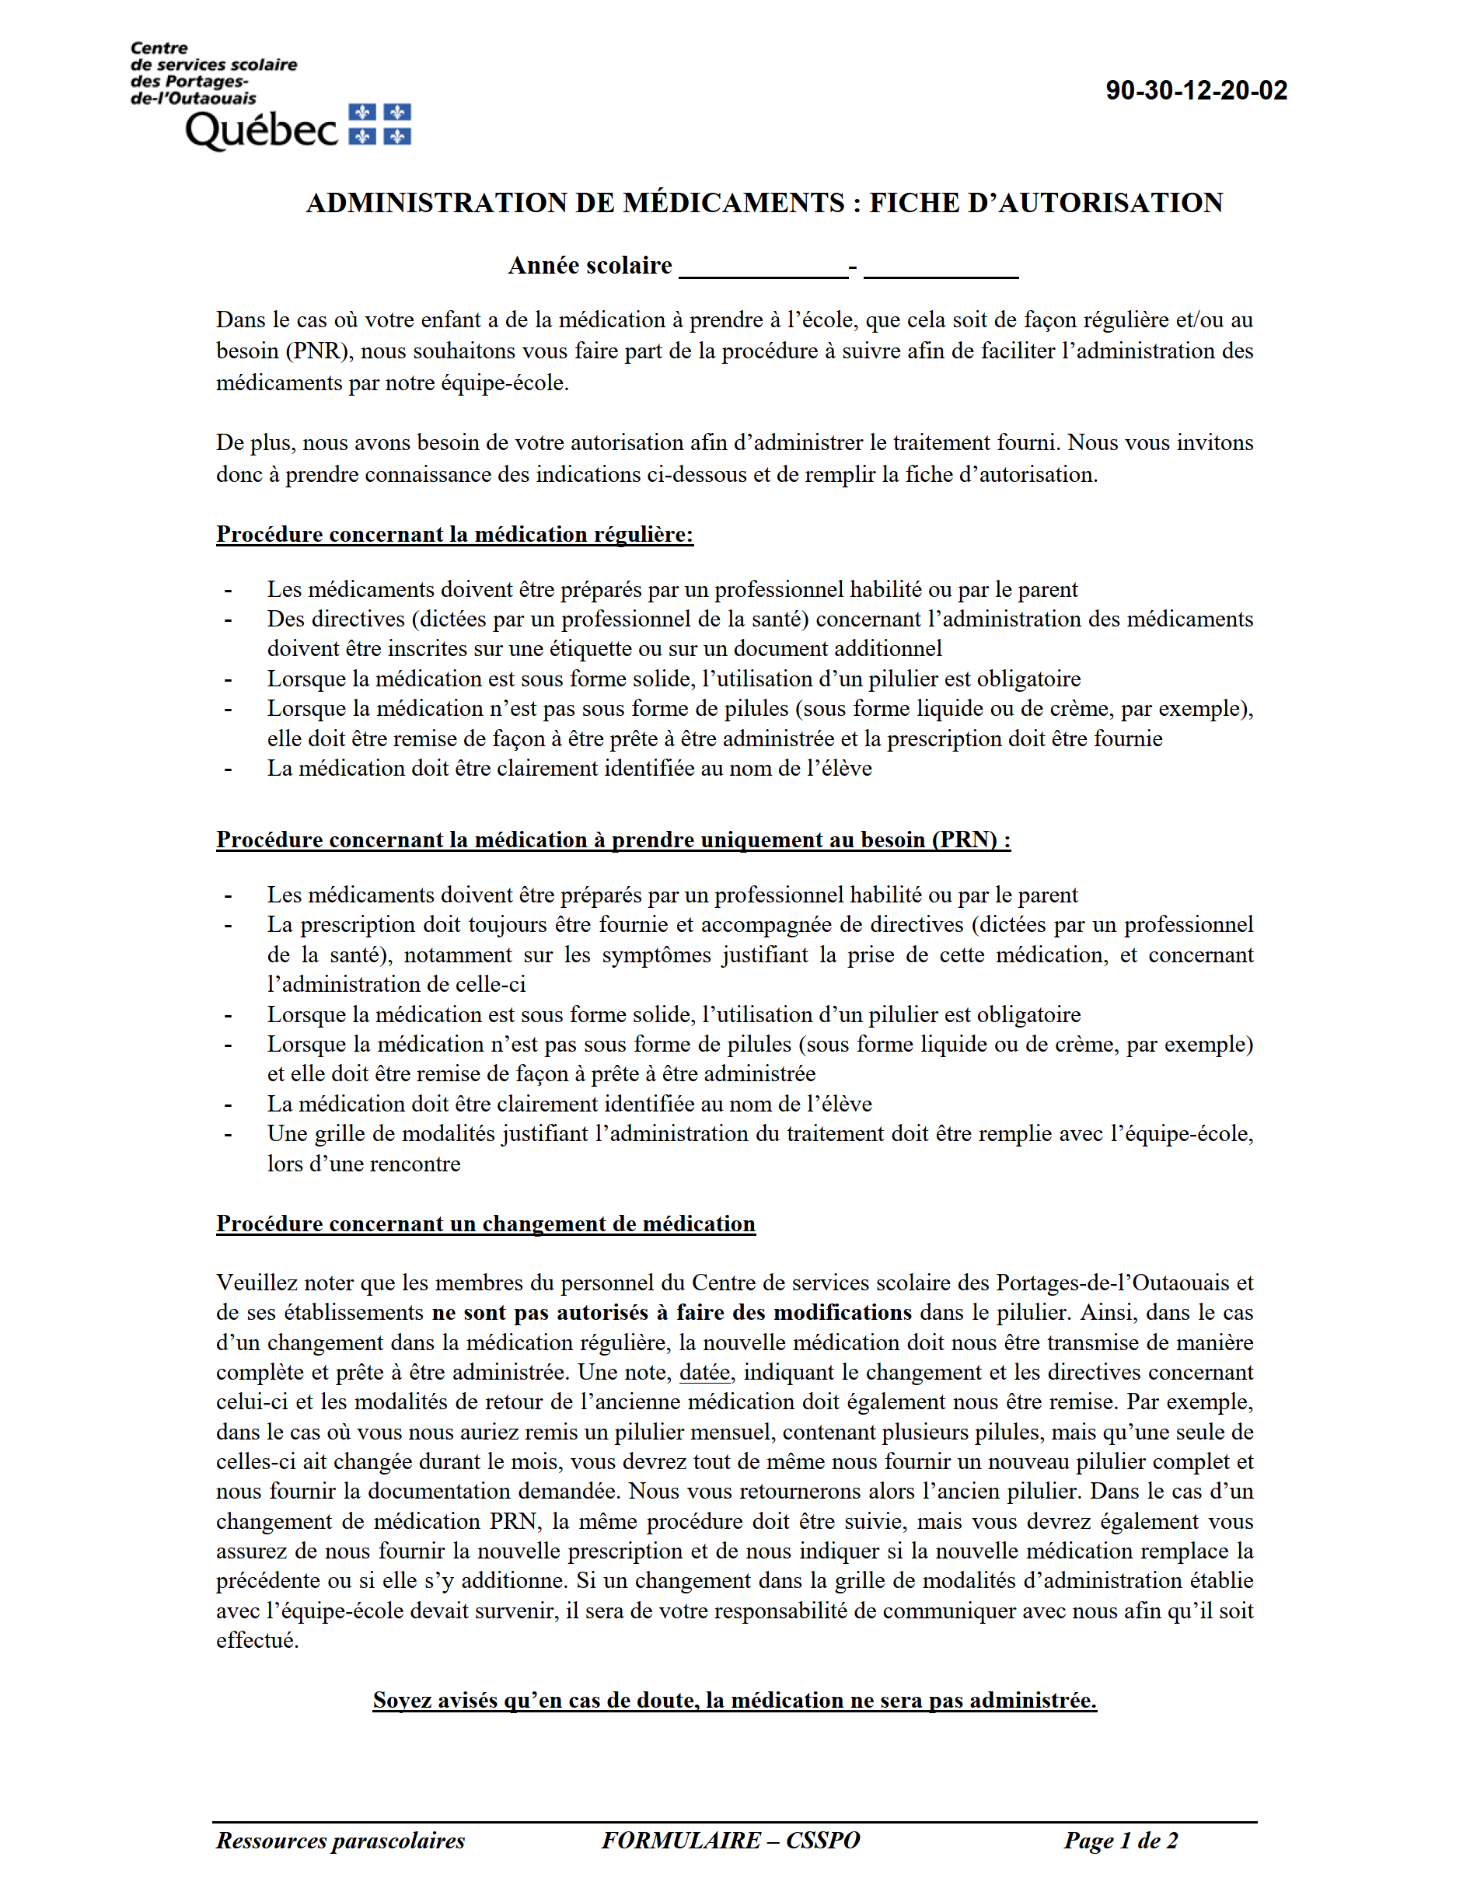 Centre
de services scolaire
des Portages-
de-l'Outaouais
Québec
90-30-12-20-02
ADMINISTRATION DE MÉDICAMENTS : FICHE D’AUTORISATION
Année scolaire _____________- ____________
Dans le cas où votre enfant a de la médication à prendre à l’école, que cela soit de façon régulière et/ou au
besoin (PNR), nous souhaitons vous faire part de la procédure à suivre afin de faciliter l’administration des
médicaments par notre équipe-école.
De plus, nous avons besoin de votre autorisation afin d’administrer le traitement fourni. Nous vous invitons
donc à prendre connaissance des indications ci-dessous et de remplir la fiche d’autorisation.
Procédure concernant la médication régulière:
- Les médicaments doivent être préparés par un professionnel habilité ou par le parent
- Des directives (dictées par un professionnel de la santé) concernant l’administration des médicaments
doivent être inscrites sur une étiquette ou sur un document additionnel
- Lorsque la médication est sous forme solide, l’utilisation d’un pilulier est obligatoire
- Lorsque la médication n’est pas sous forme de pilules (sous forme liquide ou de crème, par exemple),
elle doit être remise de façon à être prête à être administrée et la prescription doit être fournie
- La médication doit être clairement identifiée au nom de l’élève
Procédure concernant la médication à prendre uniquement au besoin (PRN) :
- Les médicaments doivent être préparés par un professionnel habilité ou par le parent
- La prescription doit toujours être fournie et accompagnée de directives (dictées par un professionnel
de la santé), notamment sur les symptômes justifiant la prise de cette médication, et concernant
l’administration de celle-ci
- Lorsque la médication est sous forme solide, l’utilisation d’un pilulier est obligatoire
- Lorsque la médication n’est pas sous forme de pilules (sous forme liquide ou de crème, par exemple)
et elle doit être remise de façon à prête à être administrée
- La médication doit être clairement identifiée au nom de l’élève
- Une grille de modalités justifiant l’administration du traitement doit être remplie avec l’équipe-école,
lors d’une rencontre
Procédure concernant un changement de médication
Veuillez noter que les membres du personnel du Centre de services scolaire des Portages-de-l’Outaouais et
de ses établissements ne sont pas autorisés à faire des modifications dans le pilulier. Ainsi, dans le cas
d’un changement dans la médication régulière, la nouvelle médication doit nous être transmise de manière
complète et prête à être administrée. Une note, datée, indiquant le changement et les directives concernant
celui-ci et les modalités de retour de l’ancienne médication doit également nous être remise. Par exemple,
dans le cas où vous nous auriez remis un pilulier mensuel, contenant plusieurs pilules, mais qu’une seule de
celles-ci ait changée durant le mois, vous devrez tout de même nous fournir un nouveau pilulier complet et
nous fournir la documentation demandée. Nous vous retournerons alors l’ancien pilulier. Dans le cas d’un
changement de médication PRN, la même procédure doit être suivie, mais vous devrez également vous
assurez de nous fournir la nouvelle prescription et de nous indiquer si la nouvelle médication remplace la
précédente ou si elle s’y additionne. Si un changement dans la grille de modalités d’administration établie
avec l’équipe-école devait survenir, il sera de votre responsabilité de communiquer avec nous afin qu’il soit
effectué.
Soyez avisés qu’en cas de doute, la médication ne sera pas administrée.
Ressources parascolaires FORMULAIRE – CSSPO Page 1 de 2